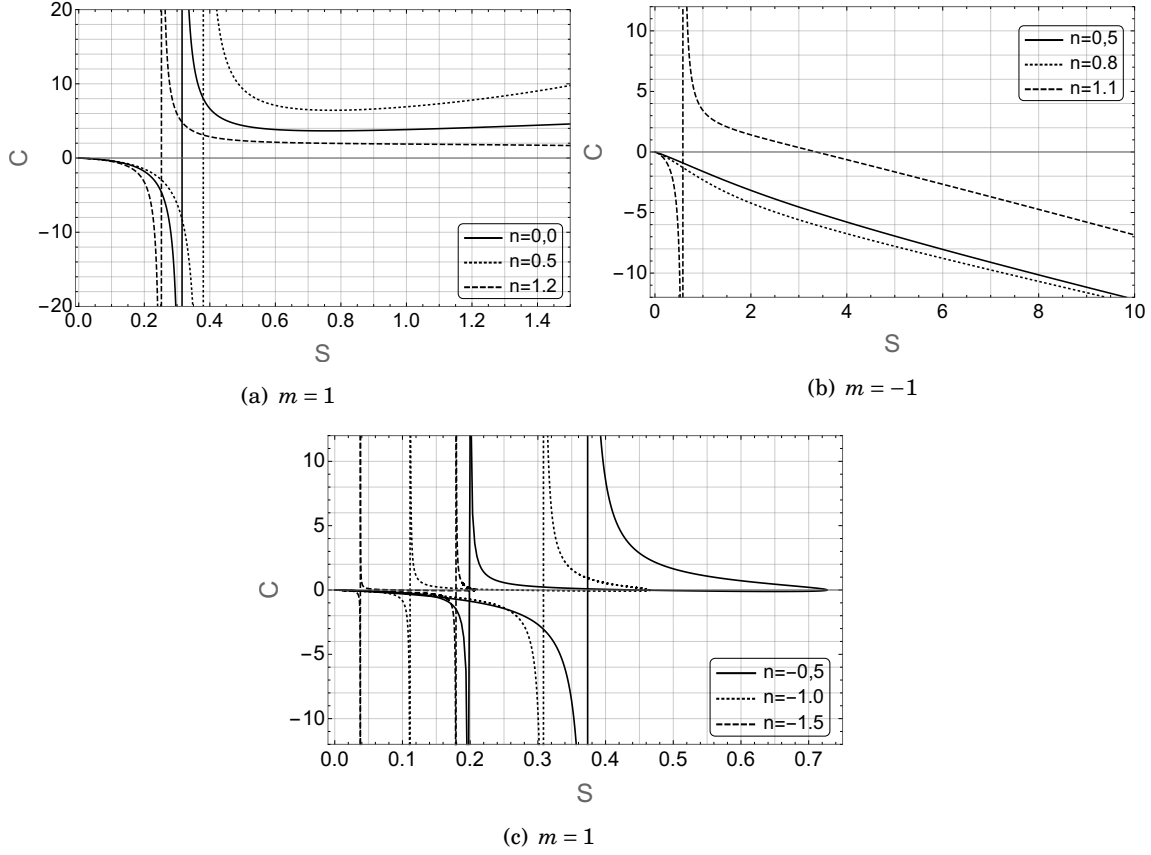 20
10
0
−10
−20
C
0.0 0.2 0.4 0.6 0.8 1.0 1.2 1.4
S
n=0,0
n=0.5
n=1.2
(a) m = 1
10
5
0
−5
−10
C
0 2 4 6 8 10
S
n=0,5
n=0.8
n=1.1
(b) m = −1
10
5
0
−5
−10
C
0.0 0.1 0.2 0.3 0.4 0.5 0.6 0.7
S
n=−0,5
n=−1.0
n=−1.5
(c) m = 1